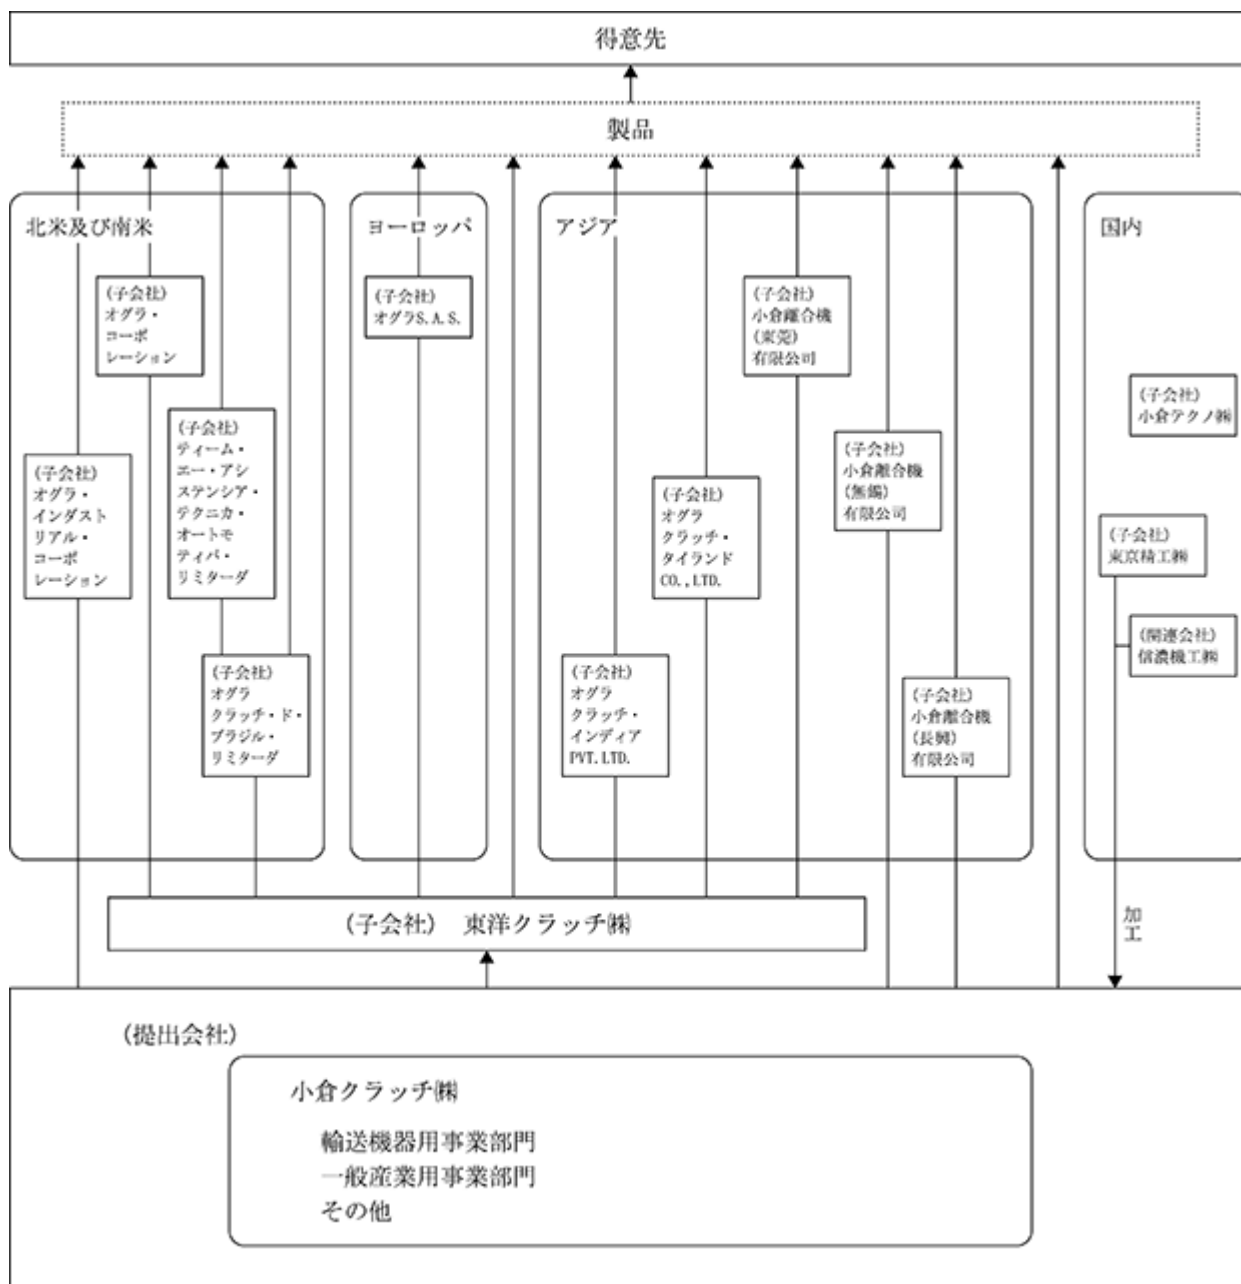 得意先
製品
北米及び南米
(子会社)
オグラ・
コーポ
レーション
(子会社)
オグラ・
インダスト
リアル・
コーポ
レーション
(子会社)
ティーム・
エー・アシ
ステンシア・
テクニカ・
オートモ
ティバ・
リミターダ
(子会社)
オグラ
クラッチ・ド・
ブラジル・
リミターダ
ヨーロッパ
(子会社)
オグラS.A.S.
アジア
(子会社)
小倉離合機
(東莞)
有限公司
(子会社)
小倉離合機
(無錫)
有限公司
(子会社)
オグラ
クラッチ・
タイランド
CO.,LTD.
(子会社)
オグラ
クラッチ・
インディア
PVT.LTD.
(子会社)
小倉離合機
(長興)
有限公司
国内
(子会社)
小倉テクノ㈱
(子会社)
東京精工㈱
(関連会社)
信濃機工㈱
加工
(子会社) 東洋クラッチ㈱
(提出会社)
小倉クラッチ㈱
輸送機器用事業部門
一般産業用事業部門
その他